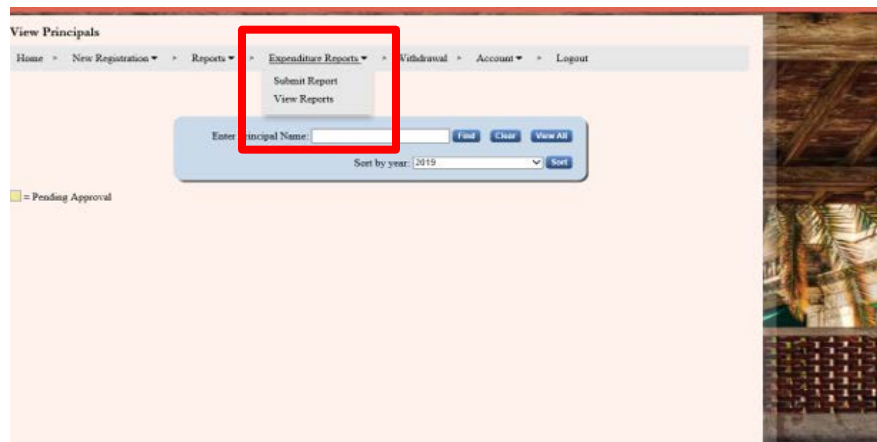 View Principals
Home > New Registration ▾ > Reports ▾ > Expenditure Reports ▾ > Withdrawal > Account ▾ > Logout
Submit Report
View Reports
Enter Principal Name: Find Clear View All
Sort by year: 2019 Sort
= Pending Approval